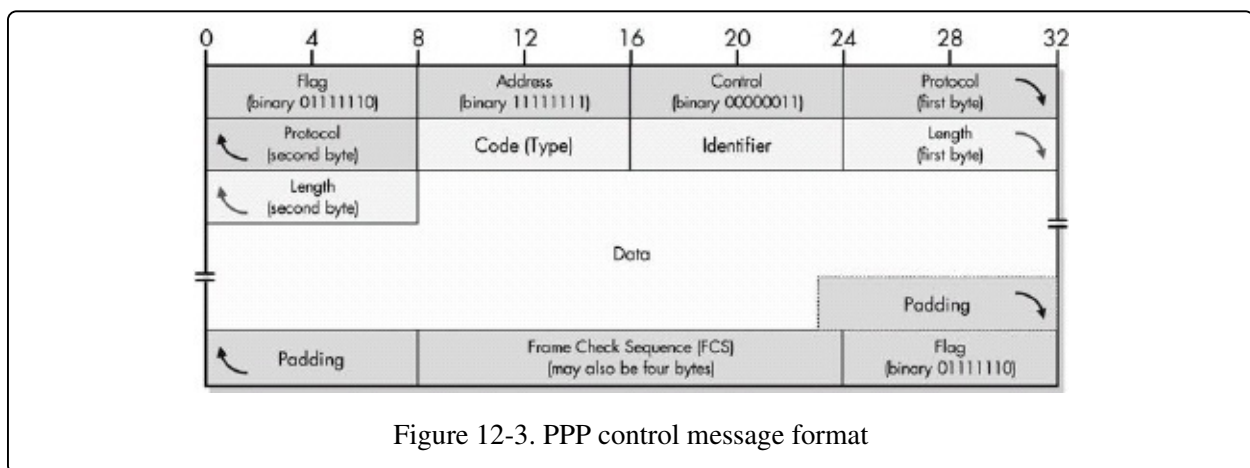 0 4 8 12 16 20 24 28 32
Flag Address Control Protocol
(binary 01111110) (binary 11111111) (binary 00000011) (first byte)
Protocol Code (Type) Identifier Length
(second byte) (first byte)
Length
(second byte)
Data
Padding
Padding Frame Check Sequence (FCS) Flag
(may also be four bytes) (binary 01111110)
Figure 12-3. PPP control message format